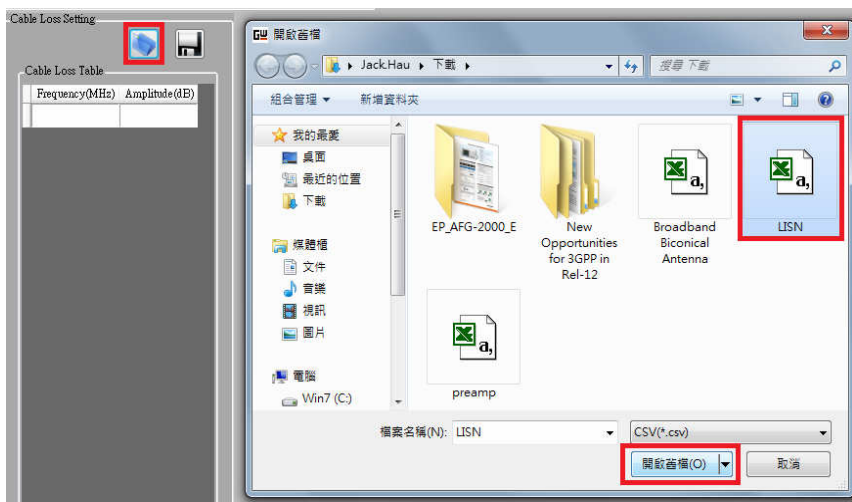 Cable Loss Setting
Cable Loss Table
Frequency(MHz) Amplitude(dB)
GW 開啟舊檔
Jack.Hau ▸ 下載 ▸
搜尋 下載
組合管理 ▼ 新增資料夾
我的最愛
桌面
最近的位置
下載
媒體櫃
文件
音樂
視訊
圖片
電腦
Win7 (C:)
EP_AFG-2000_E
New
Opportunities
for 3GPP in
Rel-12
Broadband
Biconical
Antenna
a,
LISN
a,
preamp
a,
檔案名稱(N): LISN
CSV(*.csv)
開啟舊檔(O)
取消